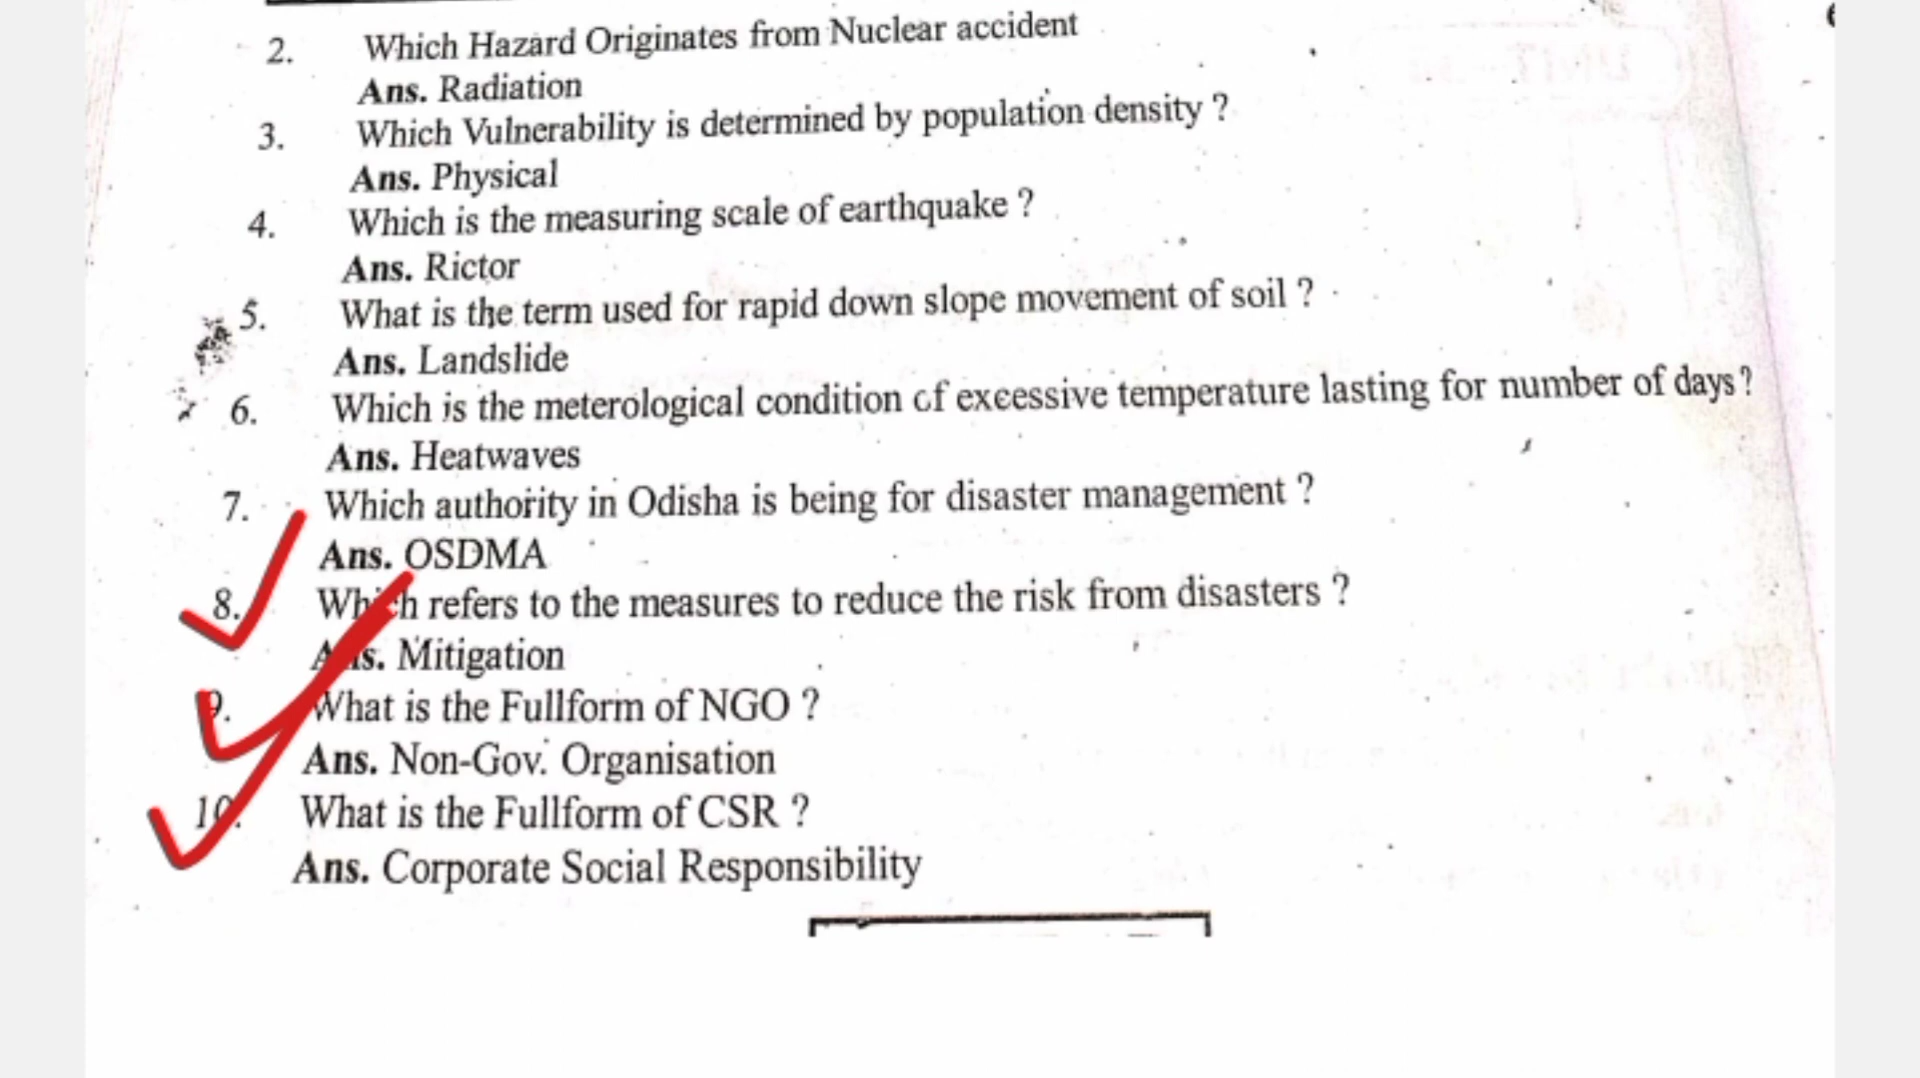 2. Which Hazard Originates from Nuclear accident
Ans. Radiation
3. Which Vulnerability is determined by population density ?
Ans. Physical
4. Which is the measuring scale of earthquake ?
Ans. Rictor
5. What is the term used for rapid down slope movement of soil ?
Ans. Landslide
6. Which is the meterological condition of excessive temperature lasting for number of days ?
Ans. Heatwaves
7. Which authority in Odisha is being for disaster management ?
Ans. OSDMA
8. Which refers to the measures to reduce the risk from disasters ?
Ans. Mitigation
9. What is the Fullform of NGO ?
Ans. Non-Gov. Organisation
10. What is the Fullform of CSR ?
Ans. Corporate Social Responsibility